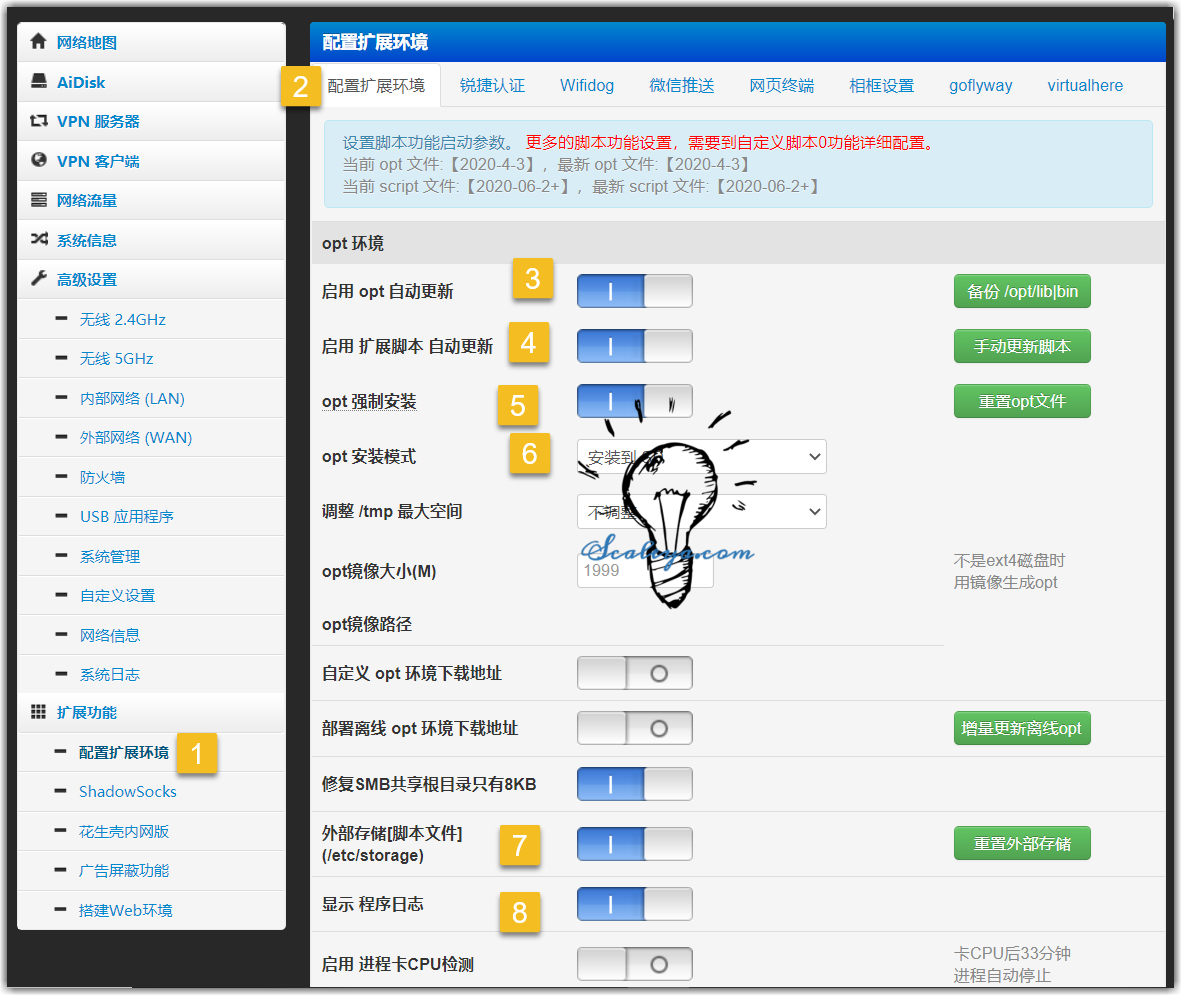 网络地图
AiDisk
VPN 服务器
VPN 客户端
网络流量
系统信息
高级设置
无线 2.4GHz
无线 5GHz
内部网络 (LAN)
外部网络 (WAN)
防火墙
USB 应用程序
系统管理
自定义设置
网络信息
系统日志
扩展功能
配置扩展环境 1
ShadowSocks
花生壳内网版
广告屏蔽功能
搭建Web环境
配置扩展环境
2 配置扩展环境 锐捷认证 Wifidog 微信推送 网页终端 相框设置 goflyway virtualhere
设置脚本功能启动参数。 更多的脚本功能设置，需要到自定义脚本0功能详细配置。
当前 opt 文件:【2020-4-3】，最新 opt 文件:【2020-4-3】
当前 script 文件:【2020-06-2+】，最新 script 文件:【2020-06-2+】
opt 环境
启用 opt 自动更新 3 备份 /opt/lib|bin
启用 扩展脚本 自动更新 4 手动更新脚本
opt 强制安装 5 重置opt文件
opt 安装模式 6 安装到
调整 /tmp 最大空间 不调整
opt镜像大小(M) 1999 不是ext4磁盘时
用镜像生成opt
opt镜像路径
自定义 opt 环境下载地址
部署离线 opt 环境下载地址 增量更新离线opt
修复SMB共享根目录只有8KB
外部存储[脚本文件]
(/etc/storage) 7 重置外部存储
显示 程序日志 8
启用 进程卡CPU检测 卡CPU后33分钟
进程自动停止